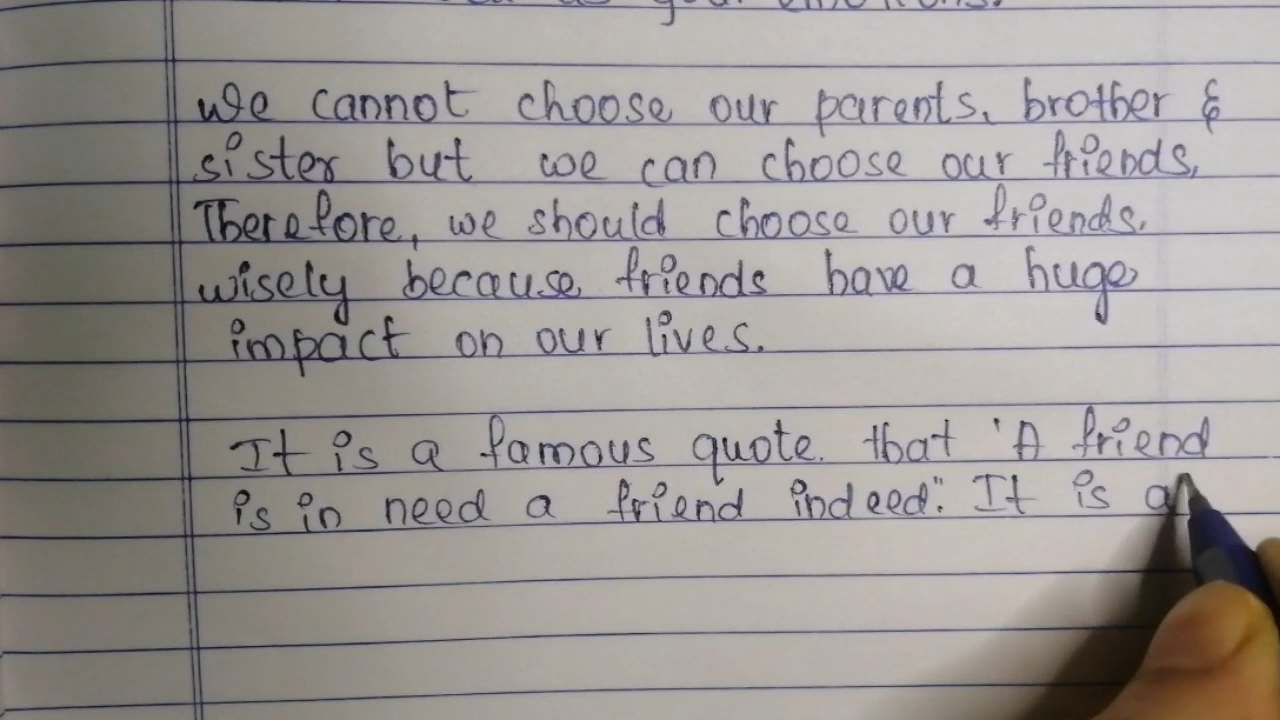 your emotions.
We cannot choose our parents, brother &
sister but we can choose our friends,
Therefore, we should choose our friends.
wisely because friends have a huge
impact on our lives.
It is a famous quote. that 'A friend
is in need a friend indeed". It is a